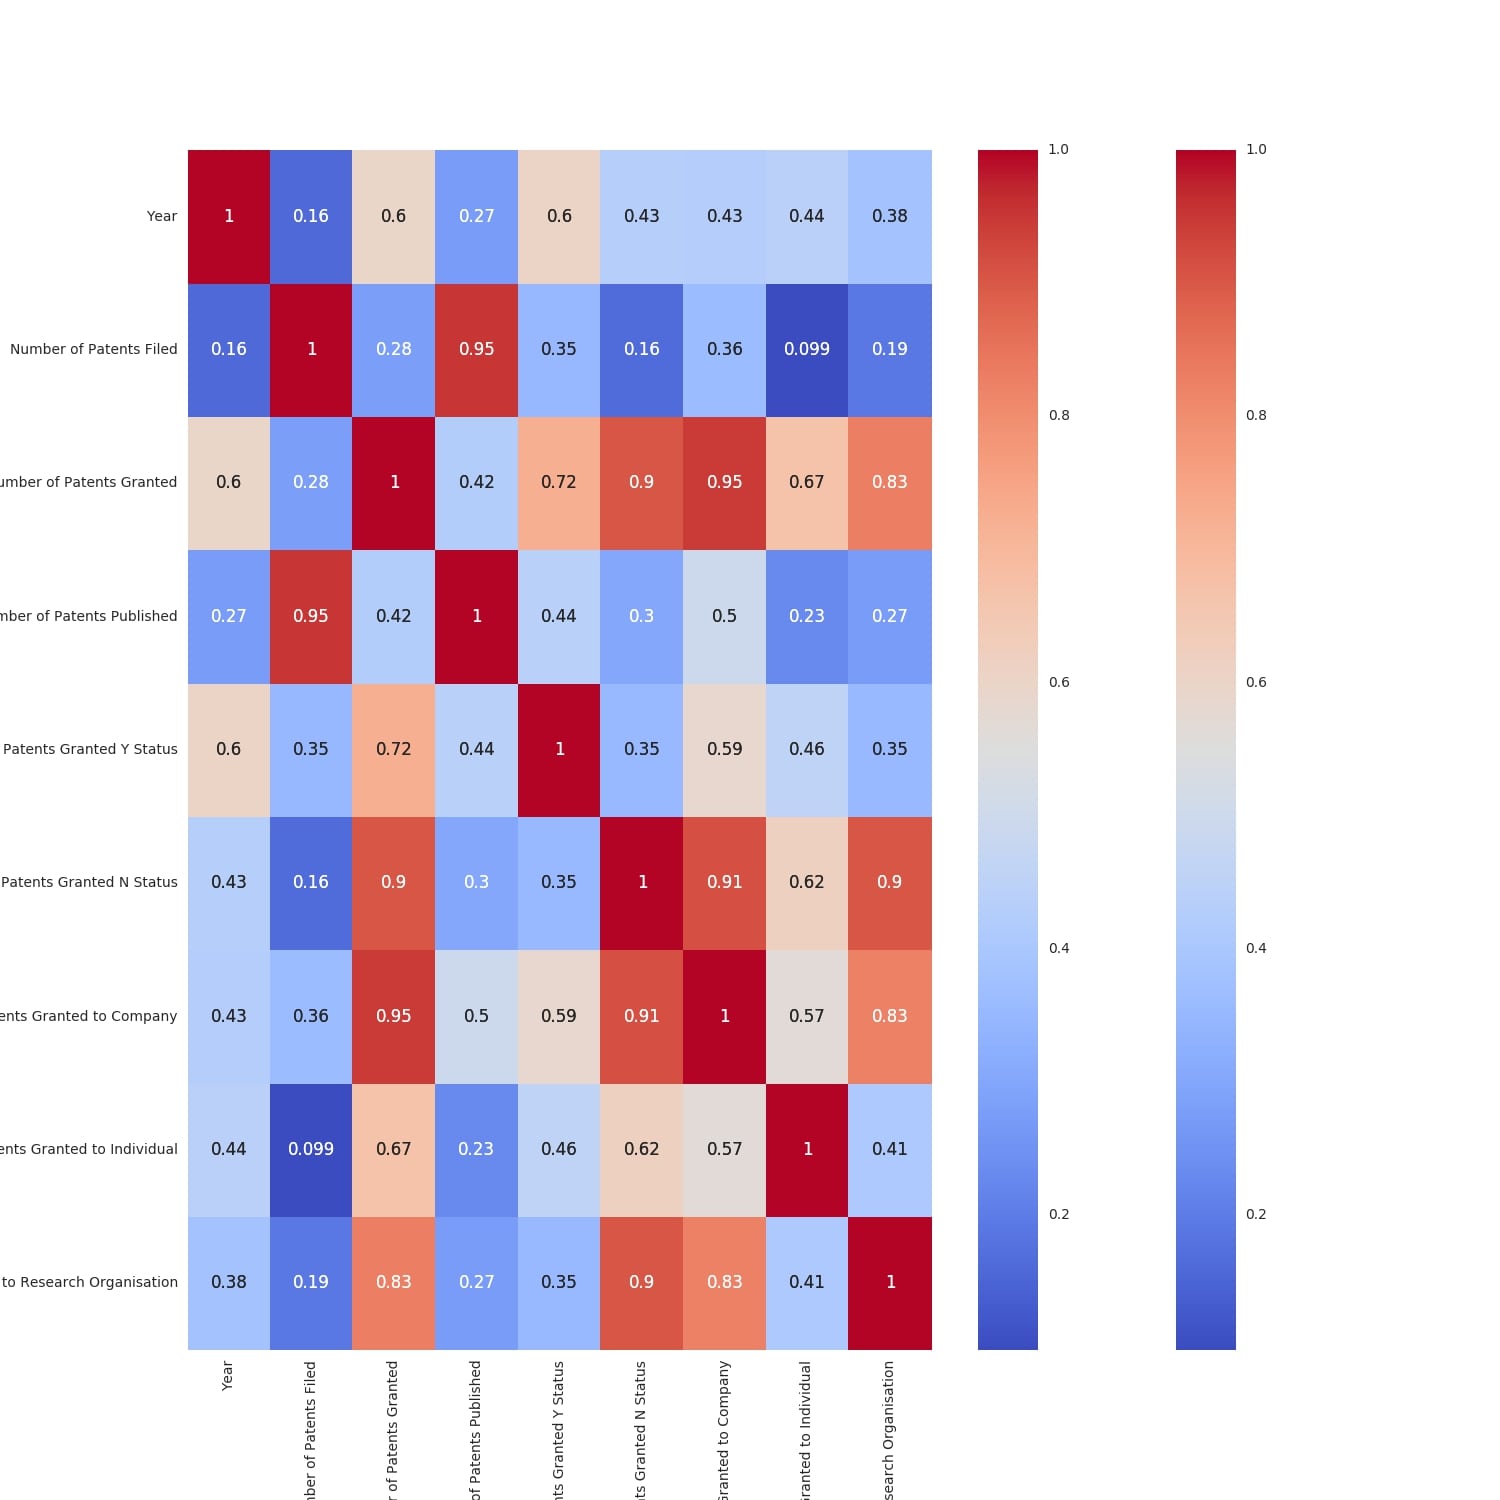 1.0 1.0
Year 1 0.16 0.6 0.27 0.6 0.43 0.43 0.44 0.38
Number of Patents Filed 0.16 1 0.28 0.95 0.35 0.16 0.36 0.099 0.19
0.8 0.8
umber of Patents Granted 0.6 0.28 1 0.42 0.72 0.9 0.95 0.67 0.83
mber of Patents Published 0.27 0.95 0.42 1 0.44 0.3 0.5 0.23 0.27
0.6 0.6
Patents Granted Y Status 0.6 0.35 0.72 0.44 1 0.35 0.59 0.46 0.35
Patents Granted N Status 0.43 0.16 0.9 0.3 0.35 1 0.91 0.62 0.9
0.4 0.4
ents Granted to Company 0.43 0.36 0.95 0.5 0.59 0.91 1 0.57 0.83
ents Granted to Individual 0.44 0.099 0.67 0.23 0.46 0.62 0.57 1 0.41
0.2 0.2
to Research Organisation 0.38 0.19 0.83 0.27 0.35 0.9 0.83 0.41 1
Year
mber of Patents Filed
r of Patents Granted
of Patents Published
nts Granted Y Status
nts Granted N Status
Granted to Company
Granted to Individual
search Organisation